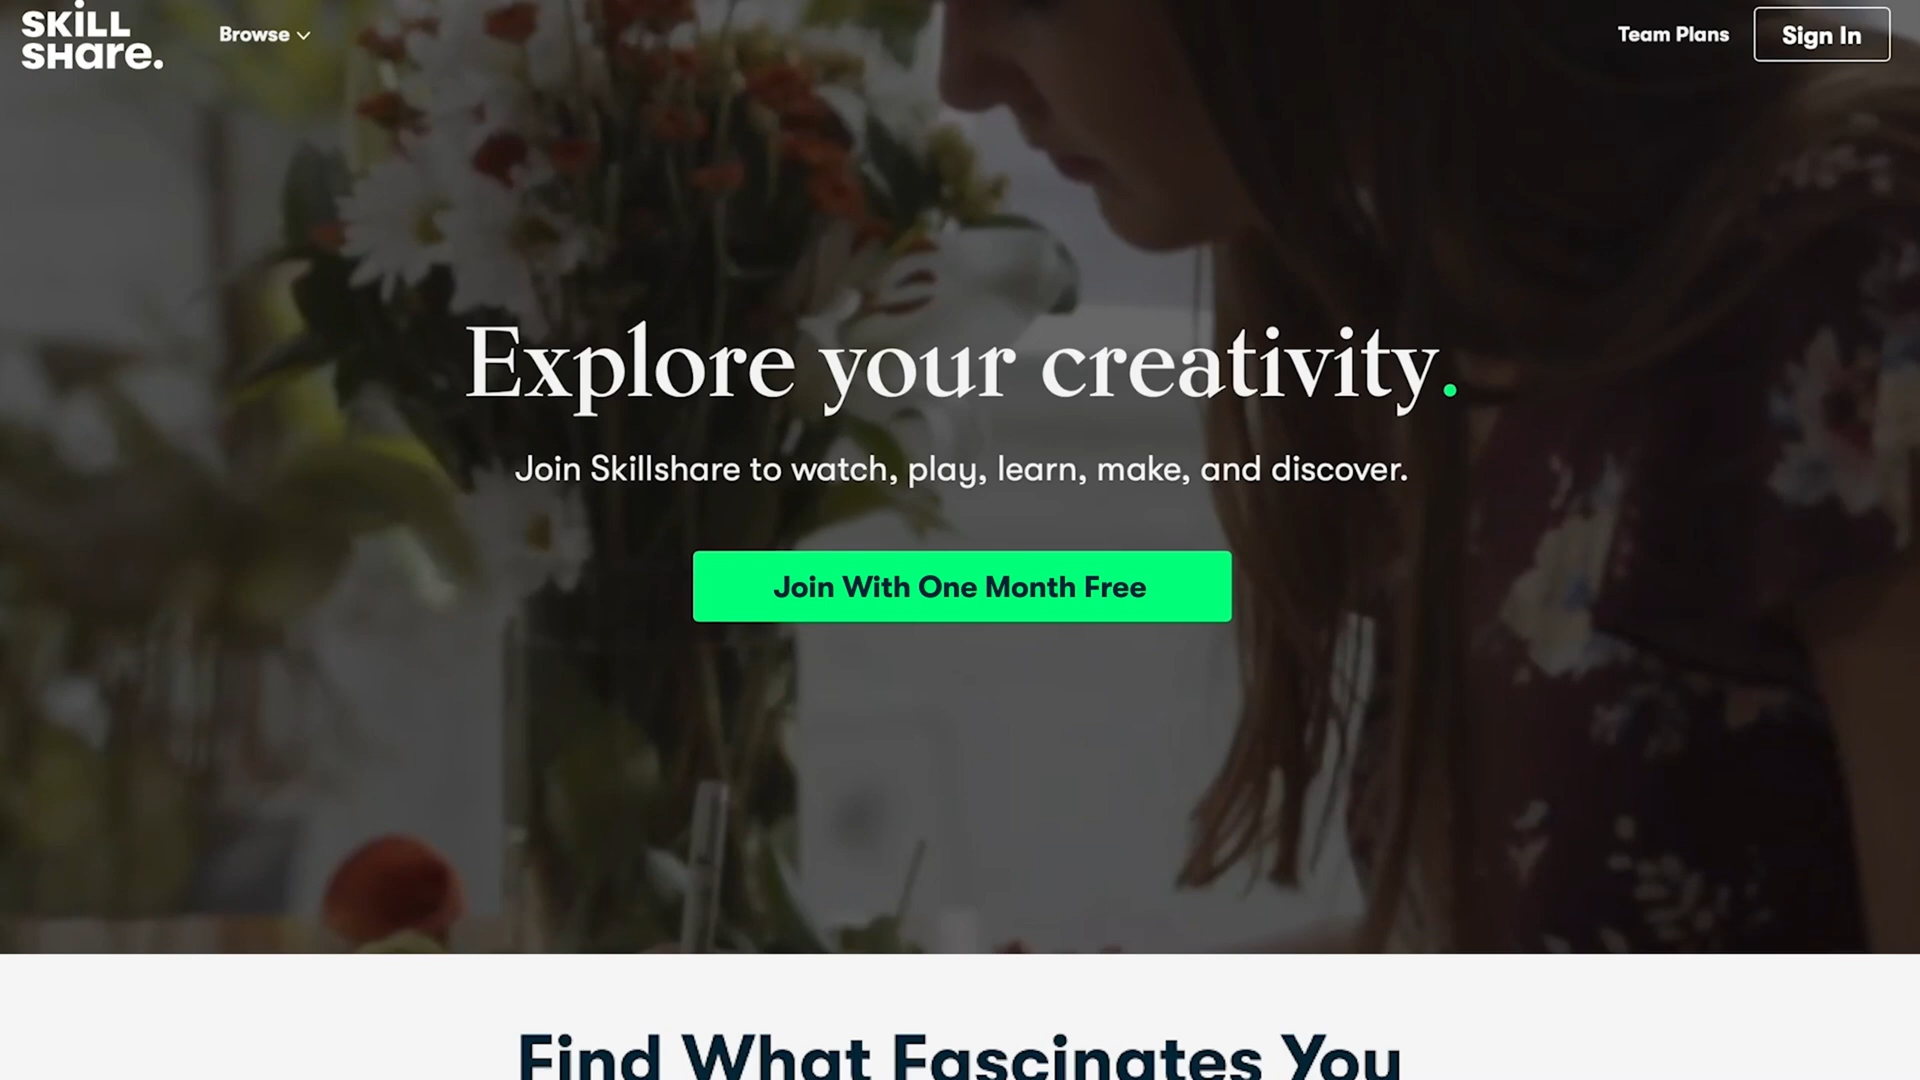 SKILL
SHare.
Browse
Team Plans
Sign In
Explore your creativity.
Join Skillshare to watch, play, learn, make, and discover.
Join With One Month Free
Find What Fascinates You